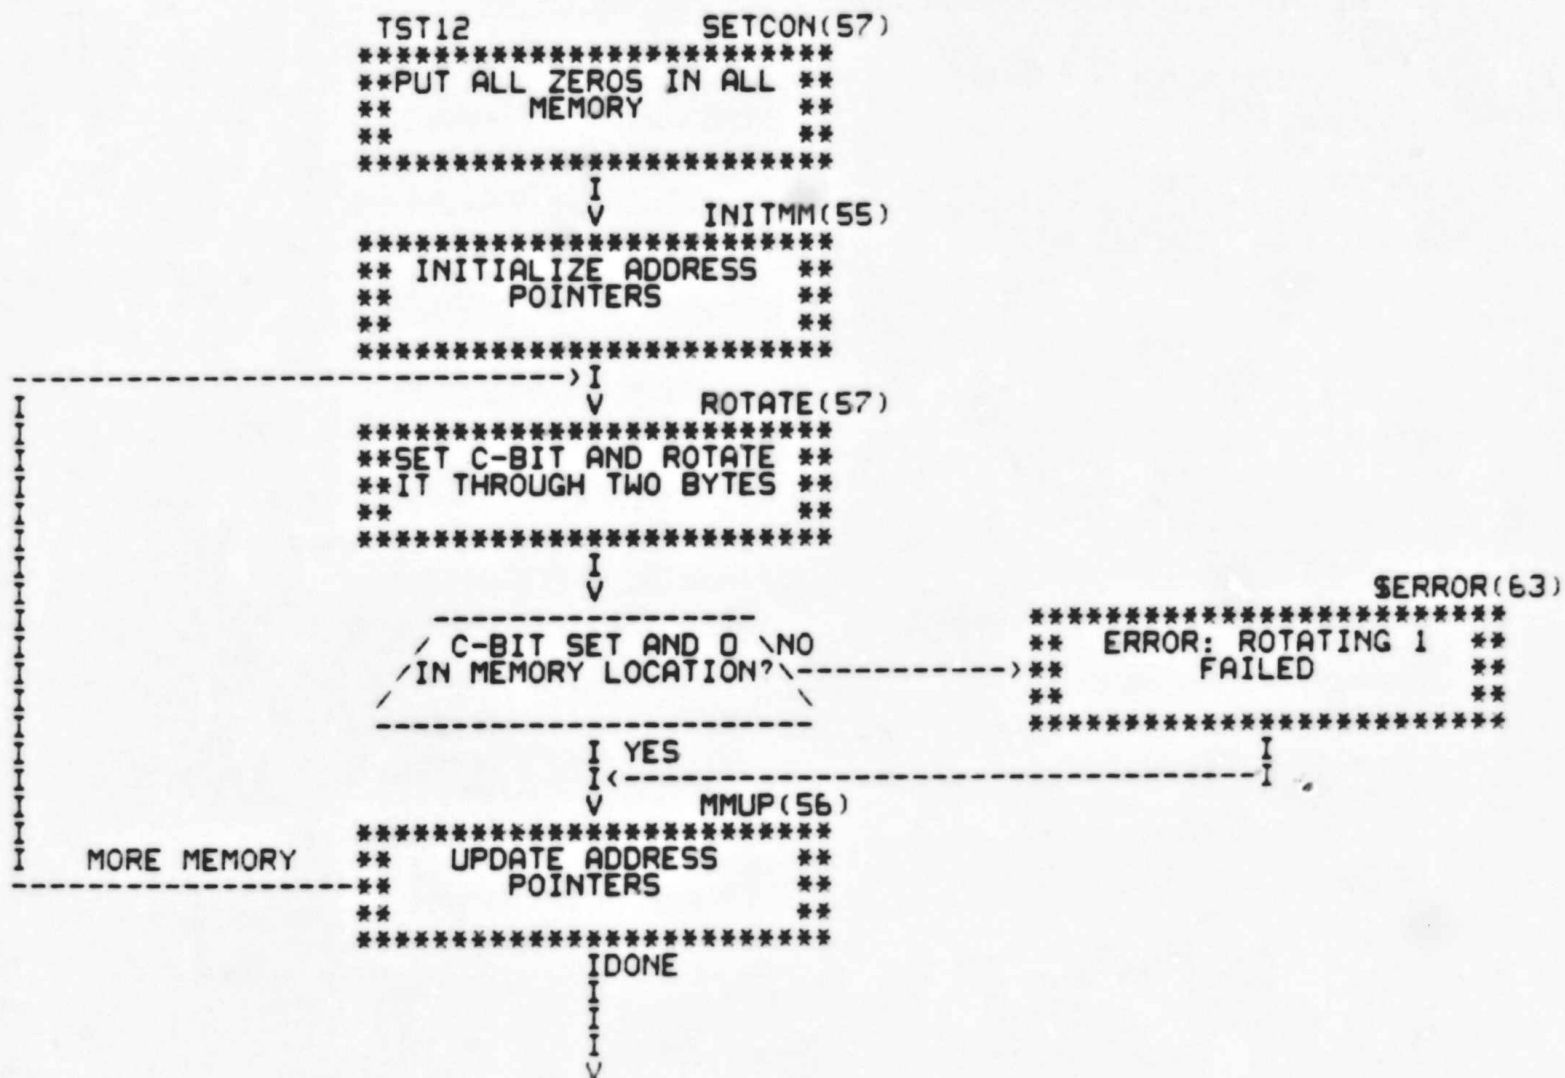 TST12 SETCON(57)
*************************
**PUT ALL ZEROS IN ALL **
** MEMORY **
** **
*************************
I
V INITMM(55)
*************************
** INITIALIZE ADDRESS **
** POINTERS **
** **
*************************
----------------------------->I
I V ROTATE(57)
*************************
**SET C-BIT AND ROTATE **
**IT THROUGH TWO BYTES **
** **
*************************
I
V $ERROR(63)
----------------- *************************
/ C-BIT SET AND 0 \NO ** ERROR: ROTATING 1 **
/IN MEMORY LOCATION?\------------>** FAILED **
/ \ ** **
----------------------- *************************
I YES I
I<----------------------------------I
V MMUP(56)
*************************
I MORE MEMORY ** UPDATE ADDRESS **
------------------** POINTERS **
** **
*************************
IDONE
I
I
I
V